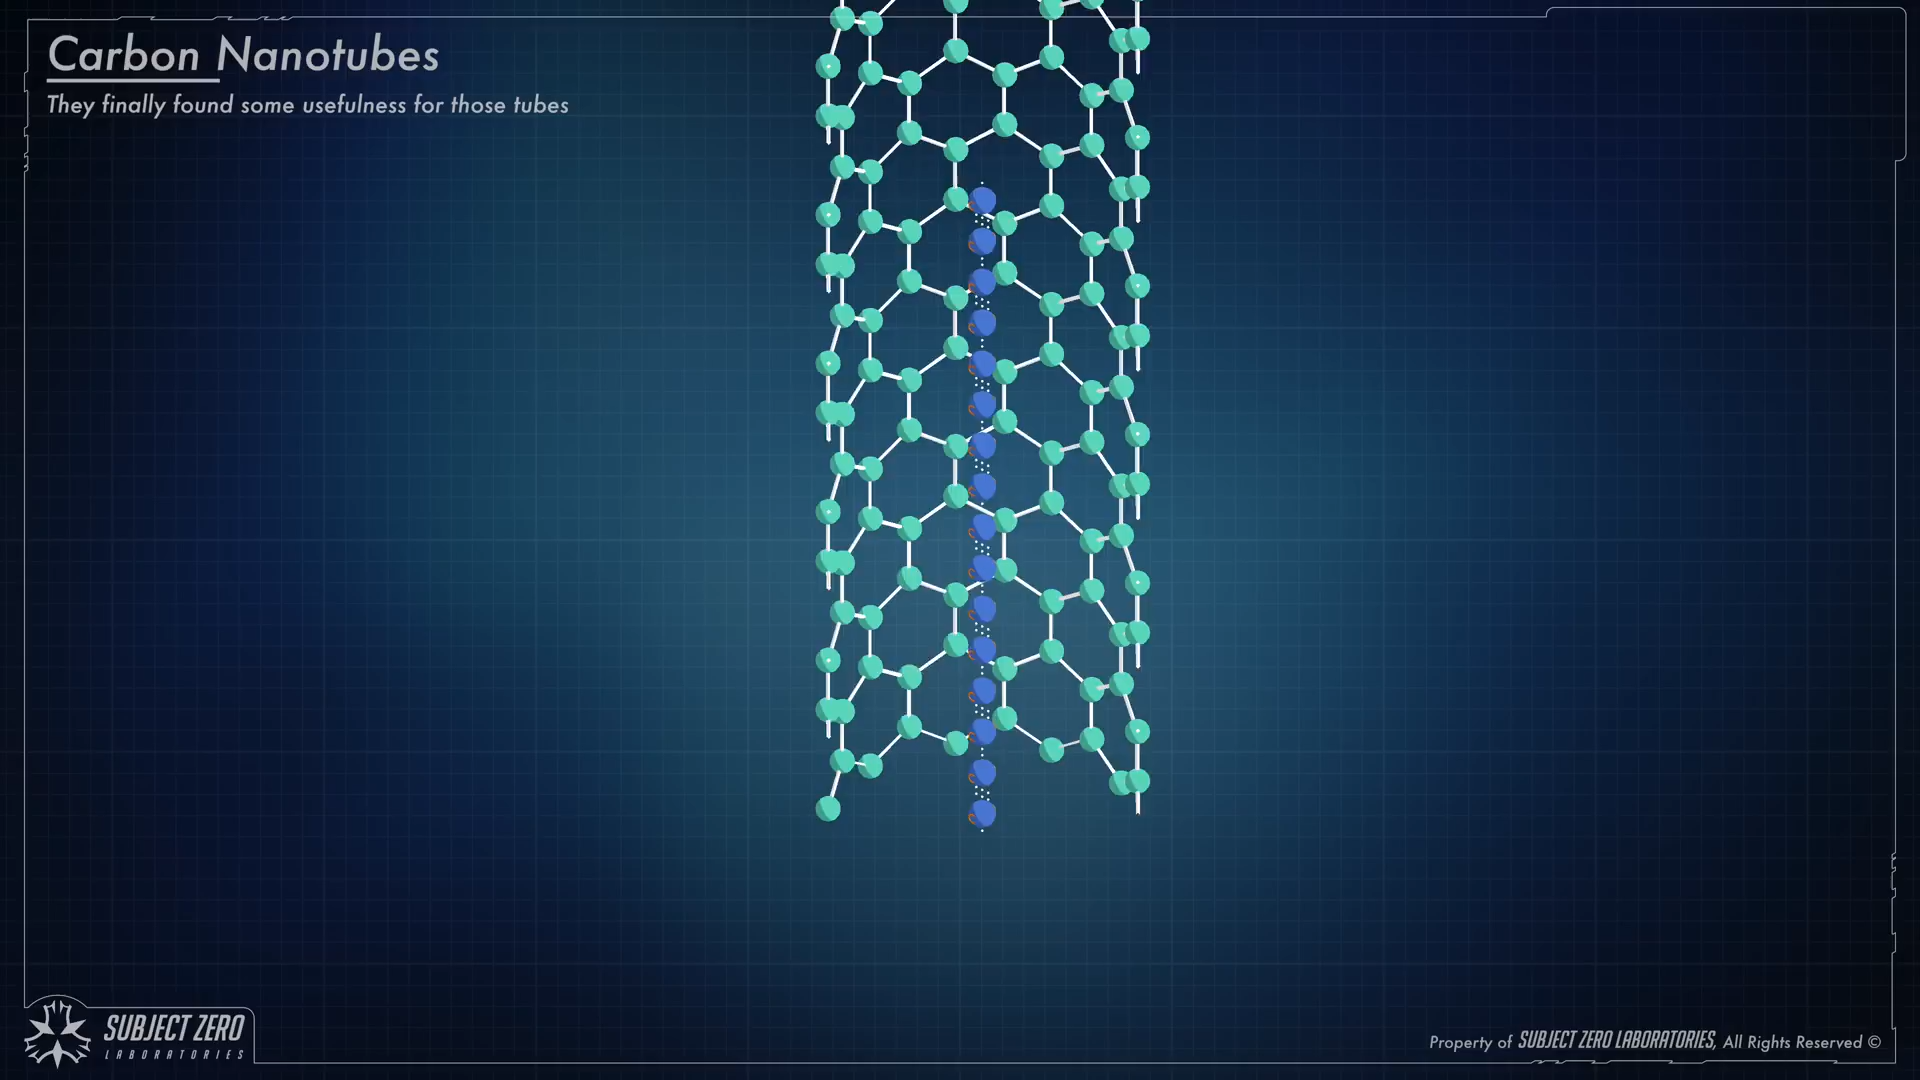 Carbon Nanotubes
They finally found some usefulness for those tubes
SUBJECT ZERO
LABORATORIES
Property of SUBJECT ZERO LABORATORIES, All Rights Reserved ©